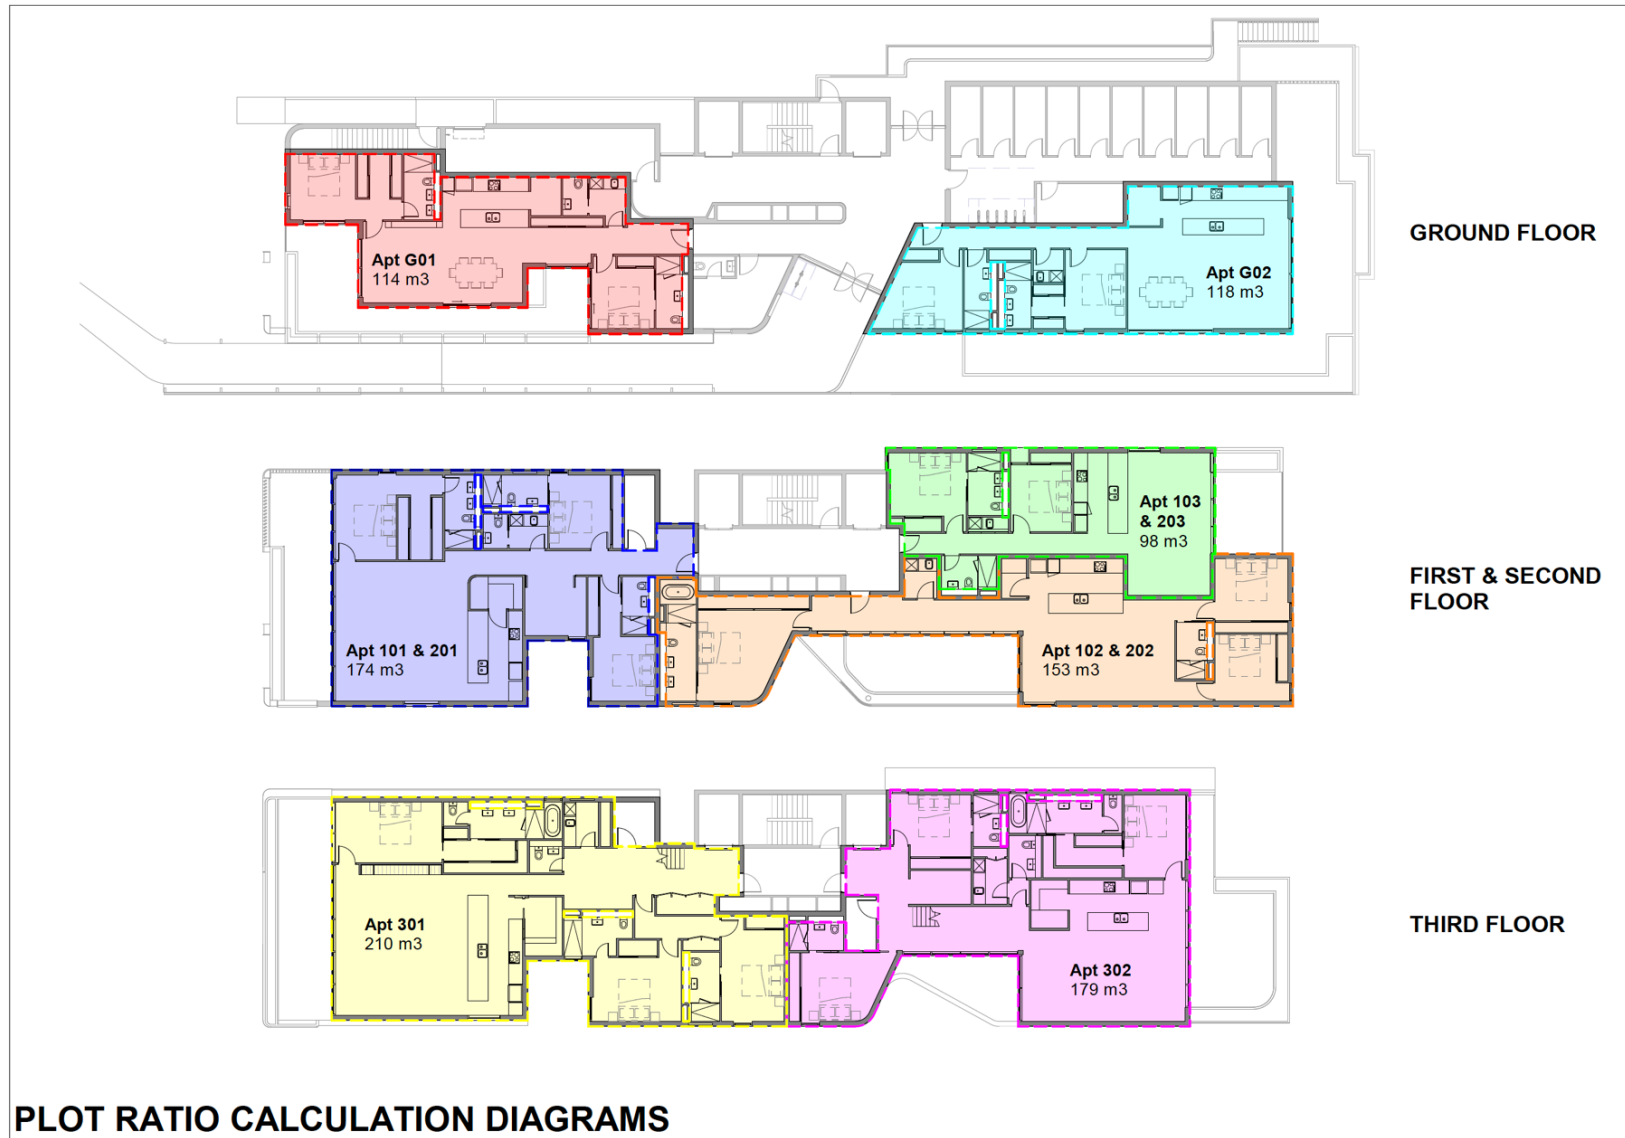 Apt G01
114 m3
Apt G02
118 m3
GROUND FLOOR
Apt 103
& 203
98 m3
Apt 101 & 201
174 m3
Apt 102 & 202
153 m3
FIRST & SECOND
FLOOR
Apt 301
210 m3
Apt 302
179 m3
THIRD FLOOR
PLOT RATIO CALCULATION DIAGRAMS